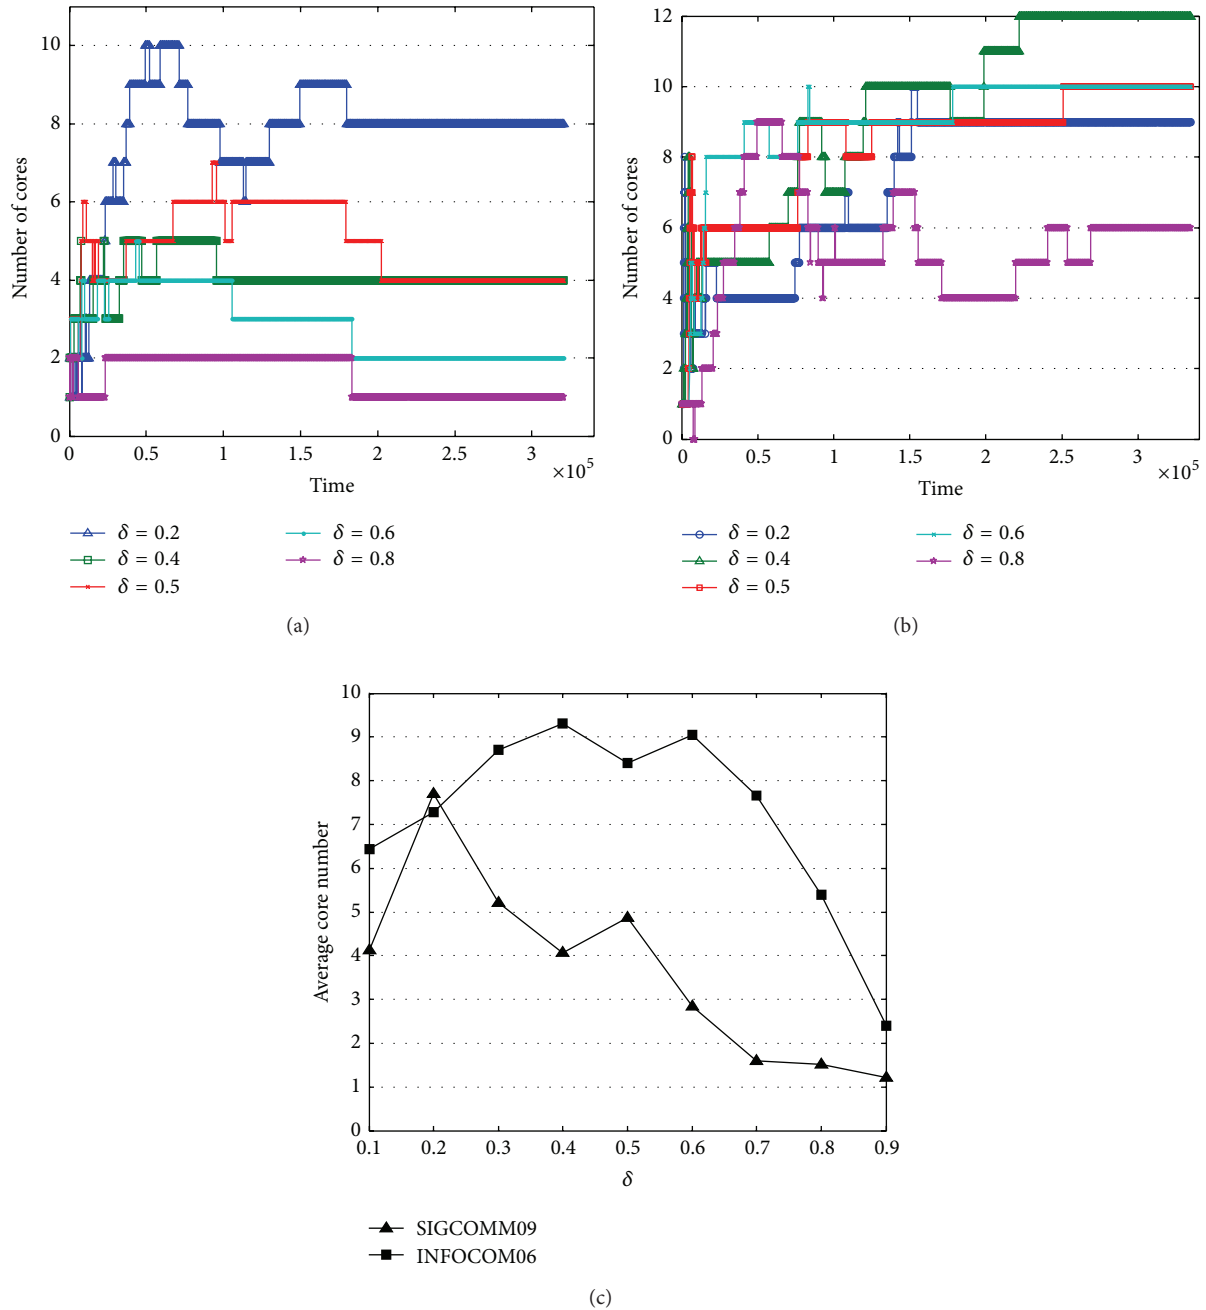 Number of cores
10
8
6
4
2
0
0
0.5
1
1.5
2
2.5
3
×10⁵
Time
δ = 0.2
δ = 0.4
δ = 0.5
δ = 0.6
δ = 0.8
(a)
Number of cores
12
10
8
6
4
2
0
0
0.5
1
1.5
2
2.5
3
×10⁵
Time
δ = 0.2
δ = 0.4
δ = 0.5
δ = 0.6
δ = 0.8
(b)
Average core number
10
9
8
7
6
5
4
3
2
1
0
0.1
0.2
0.3
0.4
0.5
0.6
0.7
0.8
0.9
δ
SIGCOMM09
INFOCOM06
(c)